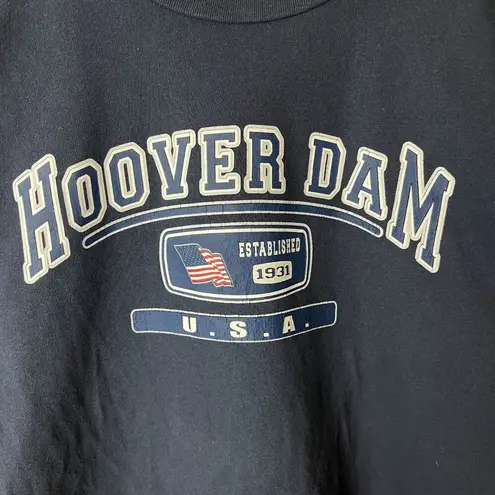 HOOVER DAM
ESTABLISHED
1931
U.S.A.